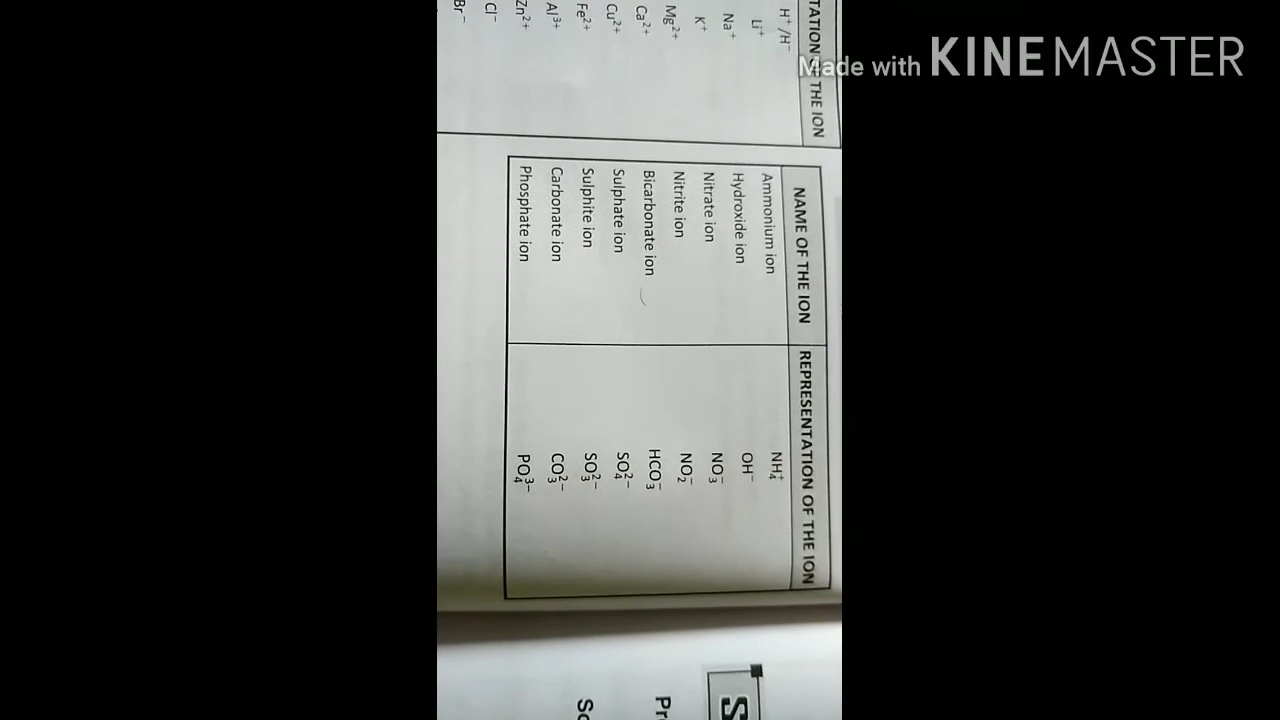 Made with KINEMASTER
TATION OF THE ION
H⁺/H⁻
Li⁺
Na⁺
K⁺
Mg²⁺
Ca²⁺
Cu²⁺
Fe²⁺
Al³⁺
Zn²⁺
Cl⁻
Br⁻
NAME OF THE ION REPRESENTATION OF THE ION
Ammonium ion NH₄⁺
Hydroxide ion OH⁻
Nitrate ion NO₃⁻
Nitrite ion NO₂⁻
Bicarbonate ion HCO₃⁻
Sulphate ion SO₄²⁻
Sulphite ion SO₃²⁻
Carbonate ion CO₃²⁻
Phosphate ion PO₄³⁻
S
Pr
Sc